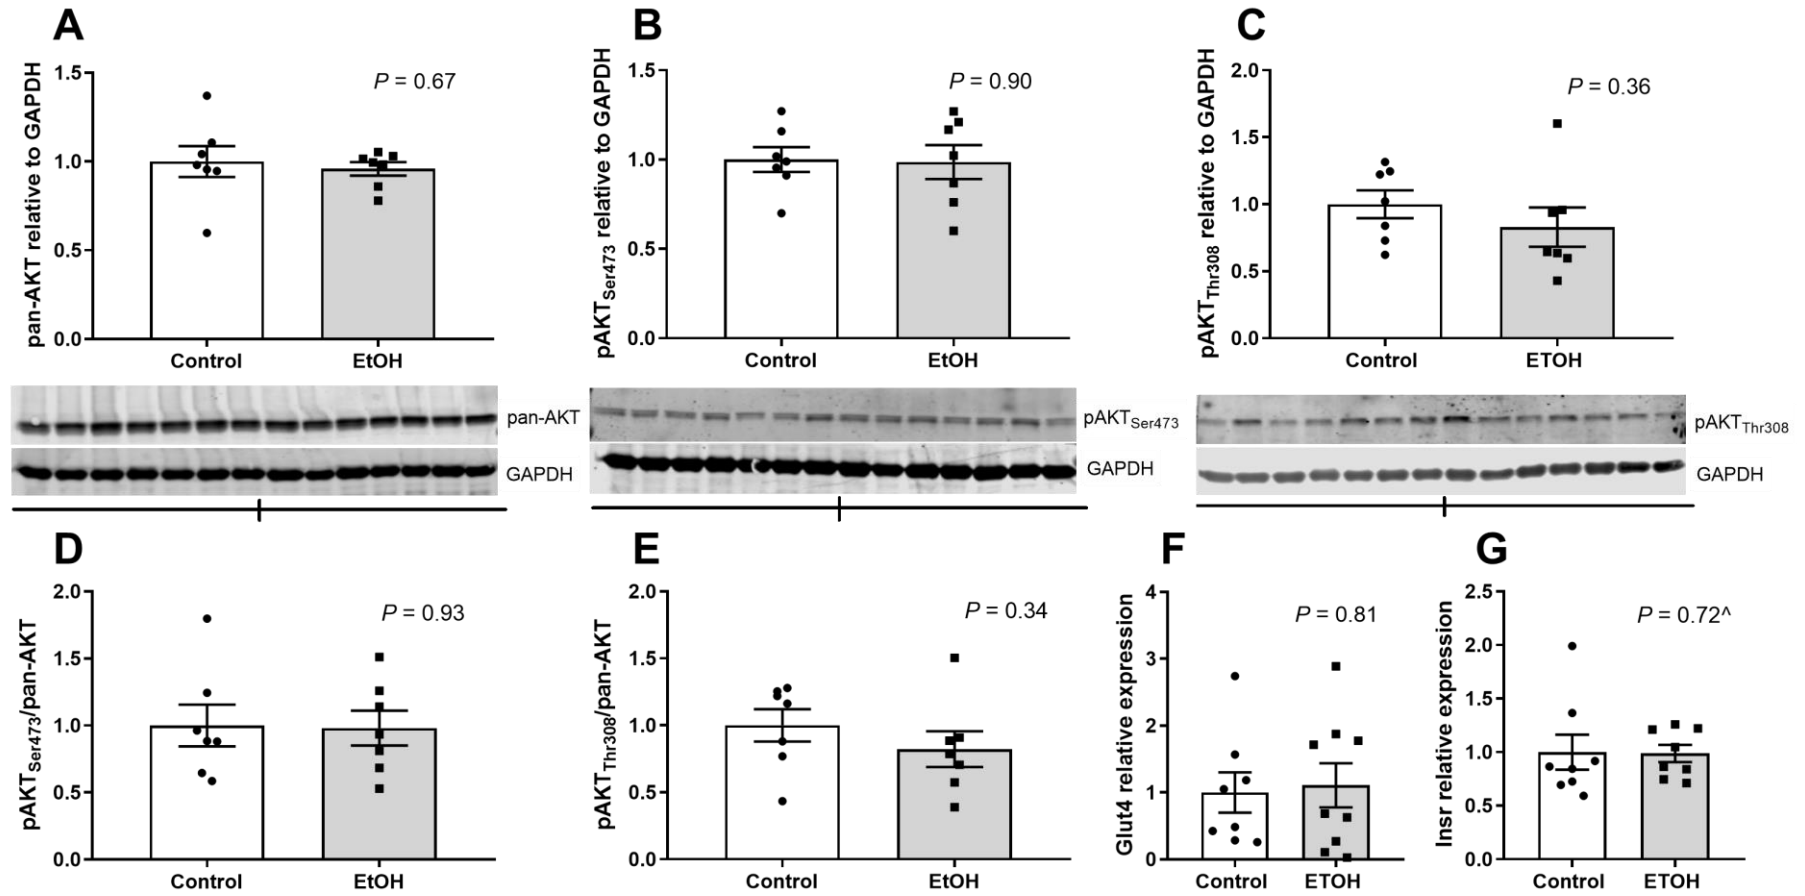 A
pan-AKT relative to GAPDH
1.5
1.0
0.5
0.0
P = 0.67
Control
EtOH
pan-AKT
GAPDH
B
pAKTSer473 relative to GAPDH
1.5
1.0
0.5
0.0
P = 0.90
Control
EtOH
pAKTSer473
GAPDH
C
pAKTThr308 relative to GAPDH
2.0
1.5
1.0
0.5
0.0
P = 0.36
Control
ETOH
pAKTThr308
GAPDH
D
pAKTSer473/pan-AKT
2.0
1.5
1.0
0.5
0.0
P = 0.93
Control
EtOH
E
pAKTThr308/pan-AKT
2.0
1.5
1.0
0.5
0.0
P = 0.34
Control
EtOH
F
Glut4 relative expression
4
3
2
1
0
P = 0.81
Control
ETOH
G
Insr relative expression
2.5
2.0
1.5
1.0
0.5
0.0
P = 0.72^
Control
ETOH